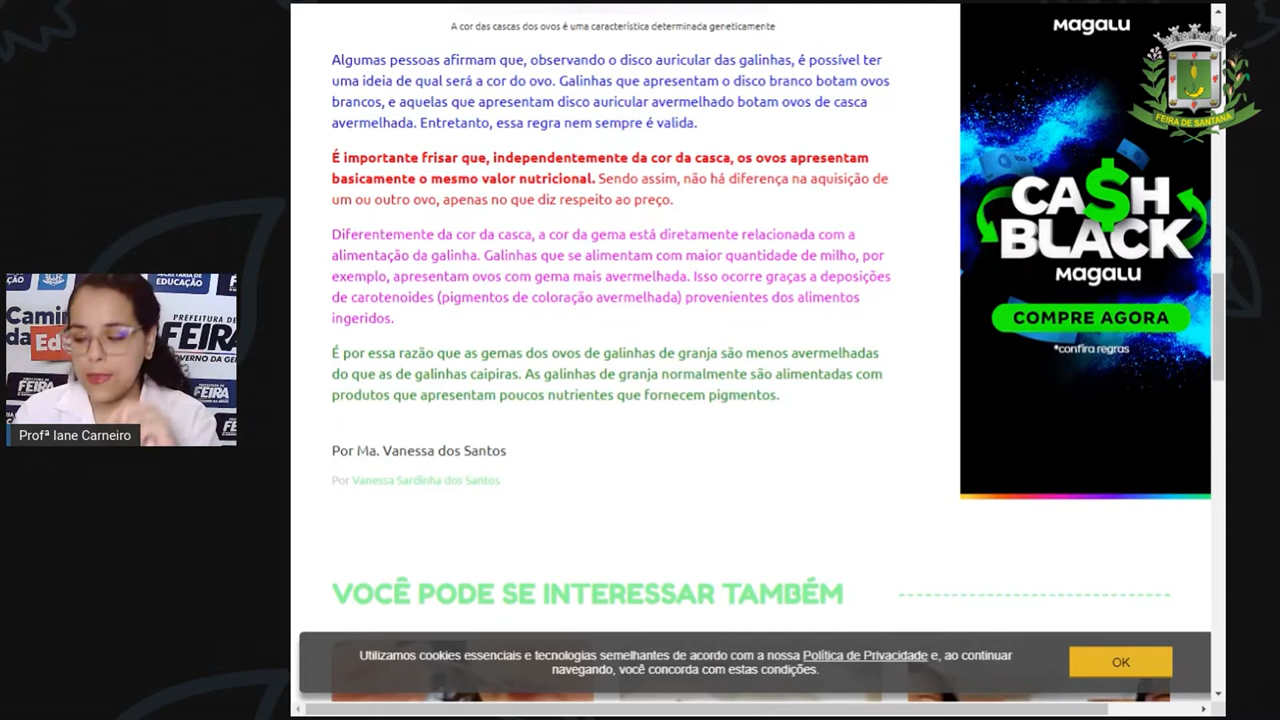 A cor das cascas dos ovos é uma característica determinada geneticamente
Algumas pessoas afirmam que, observando o disco auricular das galinhas, é possível ter
uma ideia de qual será a cor do ovo. Galinhas que apresentam o disco branco botam ovos
brancos, e aquelas que apresentam disco auricular avermelhado botam ovos de casca
avermelhada. Entretanto, essa regra nem sempre é valida.
É importante frisar que, independentemente da cor da casca, os ovos apresentam
basicamente o mesmo valor nutricional. Sendo assim, não há diferença na aquisição de
um ou outro ovo, apenas no que diz respeito ao preço.
Diferentemente da cor da casca, a cor da gema está diretamente relacionada com a
alimentação da galinha. Galinhas que se alimentam com maior quantidade de milho, por
exemplo, apresentam ovos com gema mais avermelhada. Isso ocorre graças a deposições
de carotenoides (pigmentos de coloração avermelhada) provenientes dos alimentos
ingeridos.
É por essa razão que as gemas dos ovos de galinhas de granja são menos avermelhadas
do que as de galinhas caipiras. As galinhas de granja normalmente são alimentadas com
produtos que apresentam poucos nutrientes que fornecem pigmentos.
Por Ma. Vanessa dos Santos
Por Vanessa Sardinha dos Santos
VOCÊ PODE SE INTERESSAR TAMBÉM
Utilizamos cookies essenciais e tecnologias semelhantes de acordo com a nossa Política de Privacidade e, ao continuar
navegando, você concorda com estas condições.
OK
Magalu
CA$H
BLACK
Magalu
COMPRE AGORA
*confira regras
FEIRA DE SANTANA
EDUCAÇÃO
PREFEITURA DE
FEIRA
Camin
da Ed
FEIRA
Profª Iane Carneiro